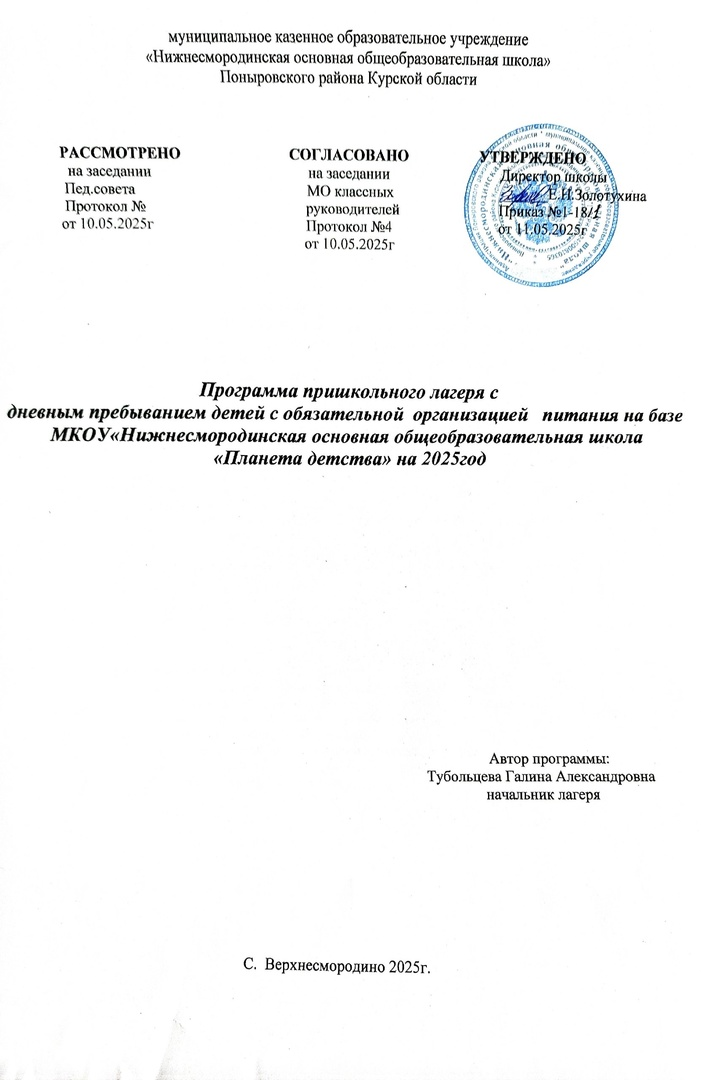 муниципальное казенное образовательное учреждение
«Нижнесмородинская основная общеобразовательная школа»
Поныровского района Курской области
РАССМОТРЕНО
на заседании
Пед.совета
Протокол №
от 10.05.2025г
СОГЛАСОВАНО
на заседании
МО классных
руководителей
Протокол №4
от 10.05.2025г
УТВЕРЖДЕНО
Директор школы
Е.И.Золотухина
Приказ №1-18/1
от 11.05.2025г
Программа пришкольного лагеря с
дневным пребыванием детей с обязательной организацией питания на базе
МКОУ«Нижнесмородинская основная общеобразовательная школа
«Планета детства» на 2025год
Автор программы:
Тубольцева Галина Александровна
начальник лагеря
С. Верхнесмородино 2025г.